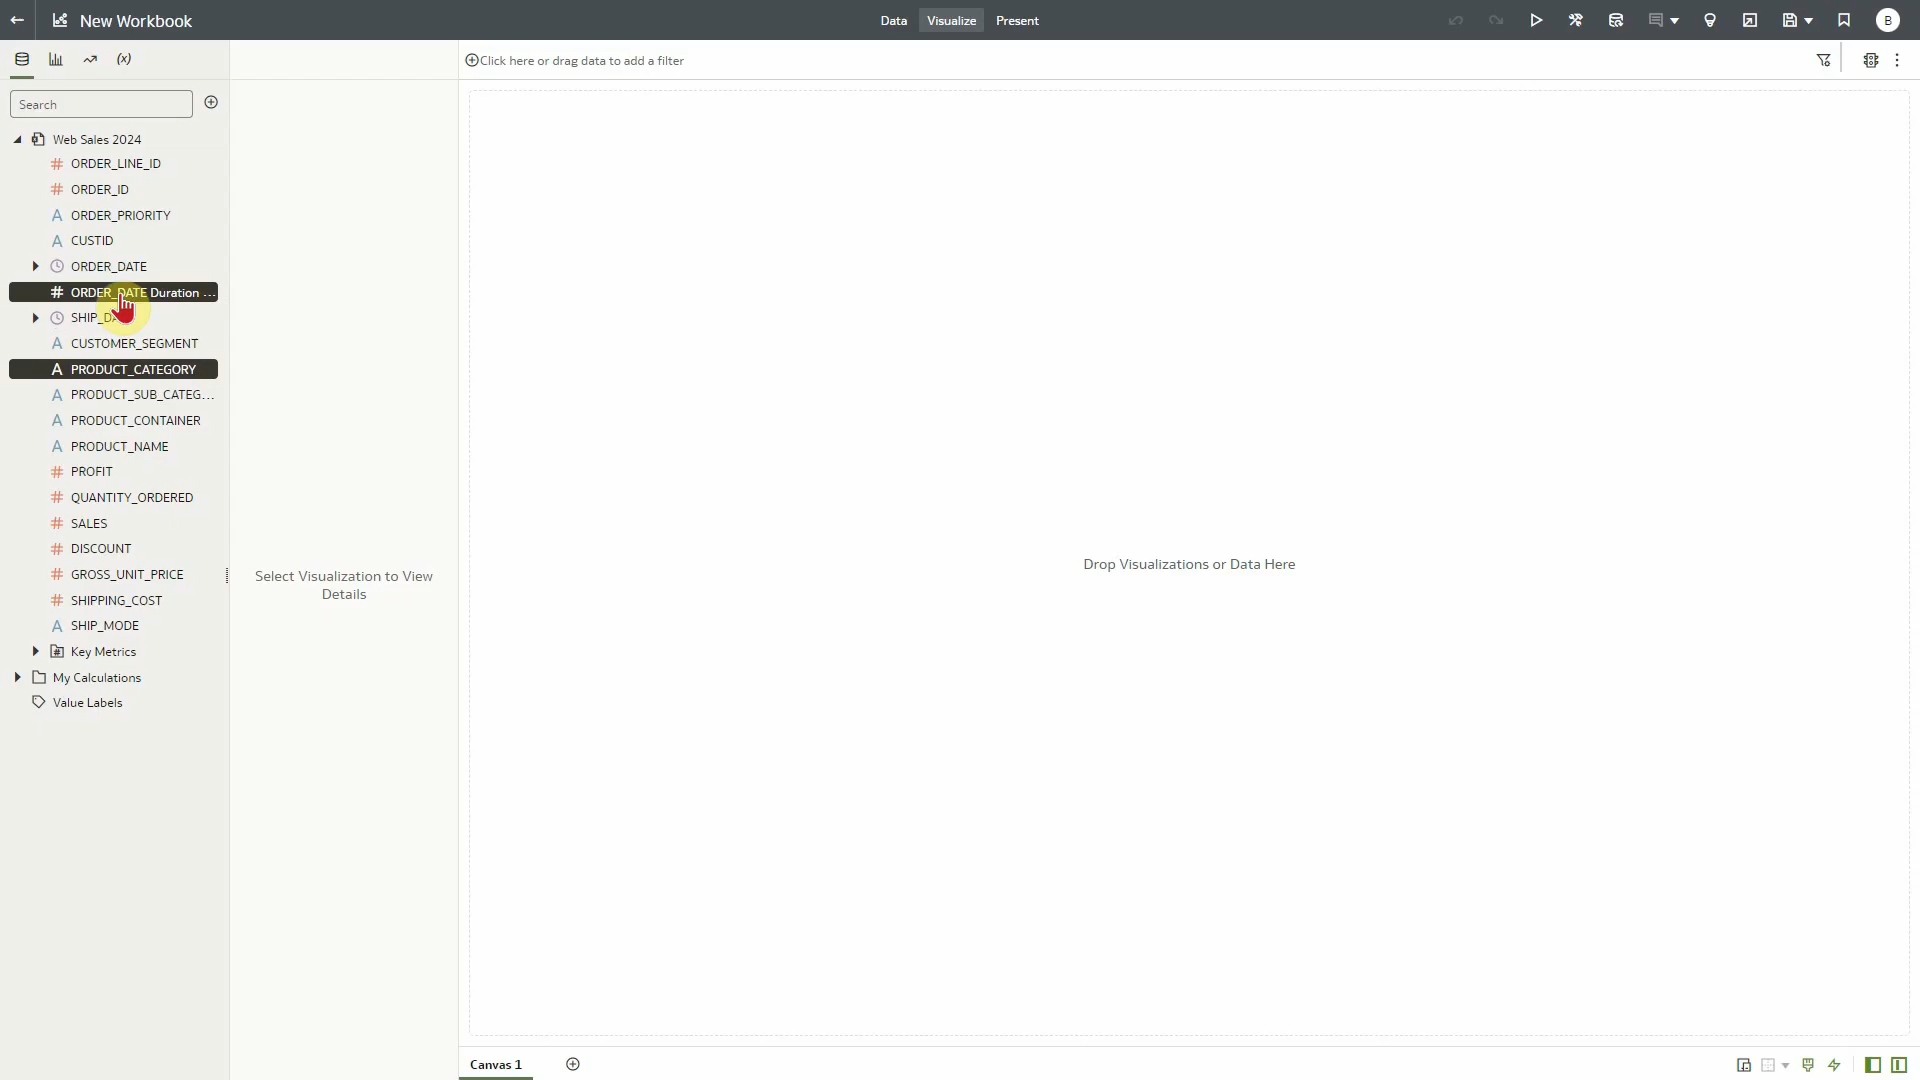 New Workbook
Data
Visualize
Present
B
(x)
Click here or drag data to add a filter
Search
Web Sales 2024
ORDER_LINE_ID
ORDER_ID
A ORDER_PRIORITY
A CUSTID
ORDER_DATE
ORDER_DATE Duration ...
SHIP_DA
A CUSTOMER_SEGMENT
A PRODUCT_CATEGORY
A PRODUCT_SUB_CATEG...
A PRODUCT_CONTAINER
A PRODUCT_NAME
# PROFIT
# QUANTITY_ORDERED
# SALES
# DISCOUNT
# GROSS_UNIT_PRICE
# SHIPPING_COST
A SHIP_MODE
Key Metrics
My Calculations
Value Labels
Select Visualization to View
Details
Drop Visualizations or Data Here
Canvas 1